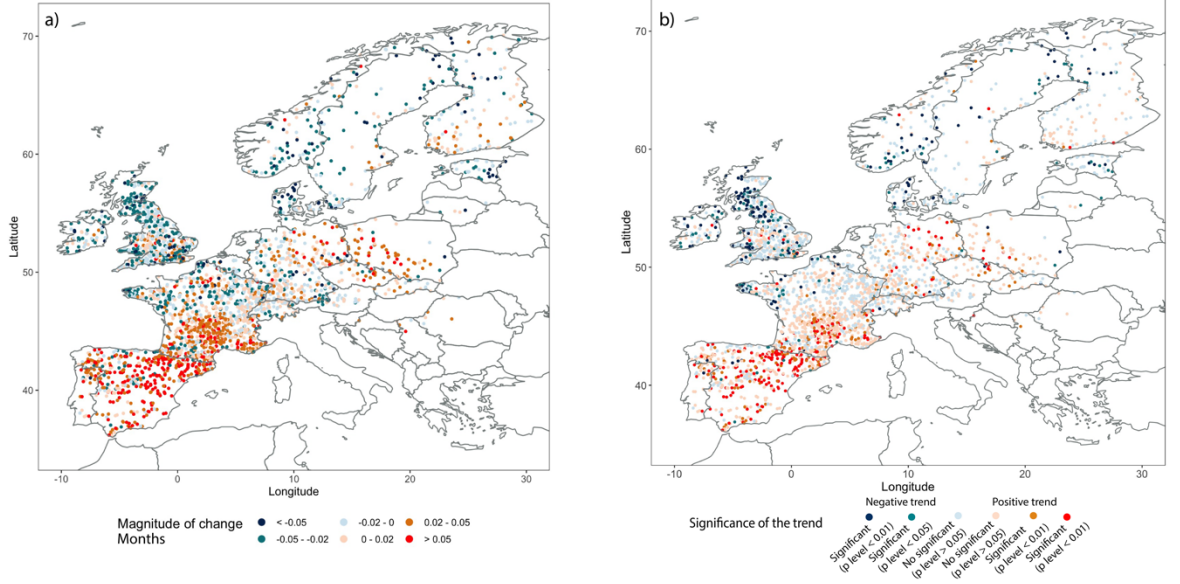 a)
70
60
50
40
Latitude
-10 0 10 20 30
Longitude
Magnitude of change
Months
< -0.05
-0.05 - -0.02
-0.02 - 0
0 - 0.02
0.02 - 0.05
> 0.05
b)
70
60
50
40
Latitude
-10 0 10 20 30
Longitude
Negative trend Positive trend
Significance of the trend
Significant
(p level < 0.01)
Significant
(p level < 0.05)
No significant
(p level > 0.05)
No significant
(p level > 0.05)
Significant
(p level < 0.01)
Significant
(p level < 0.01)